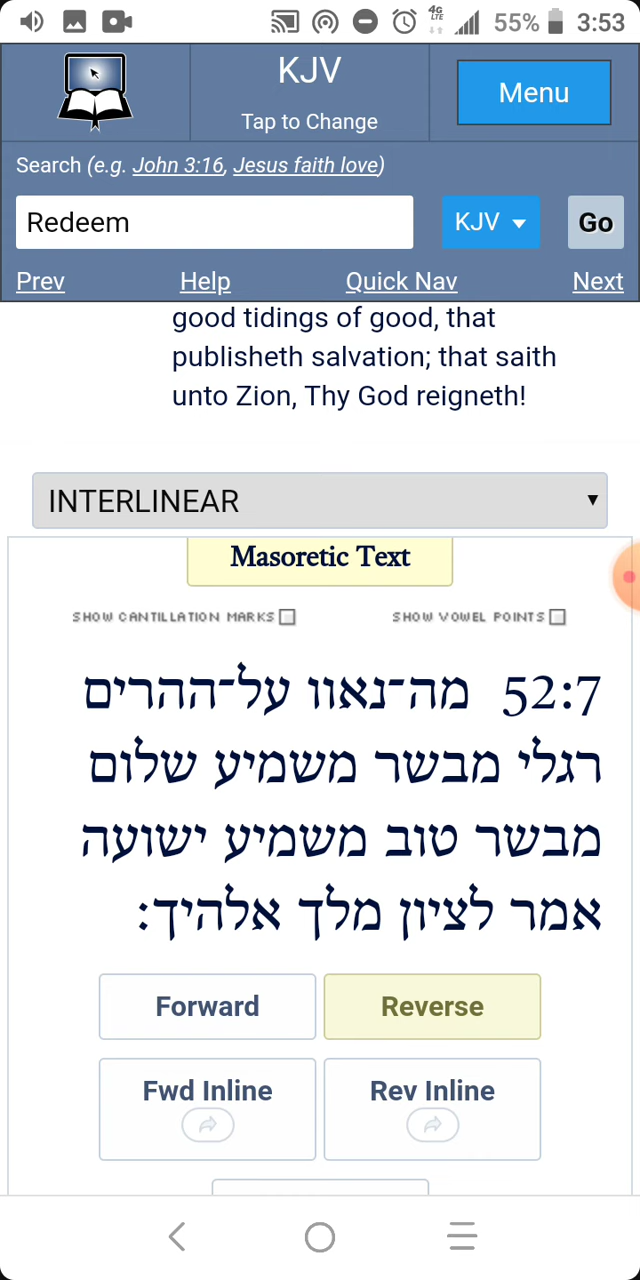 4G
LTE
55%
3:53
KJV
Tap to Change
Menu
Search (e.g. John 3:16, Jesus faith love)
Redeem
KJV
Go
Prev Help Quick Nav Next
good tidings of good, that
publisheth salvation; that saith
unto Zion, Thy God reigneth!
INTERLINEAR
Masoretic Text
SHOW CANTILLATION MARKS
SHOW VOWEL POINTS
52:7 מה־נאוו על־ההרים
רגלי מבשר משמיע שלום
מבשר טוב משמיע ישועה
אמר לציון מלך אלהיך׃
Forward
Reverse
Fwd Inline
Rev Inline